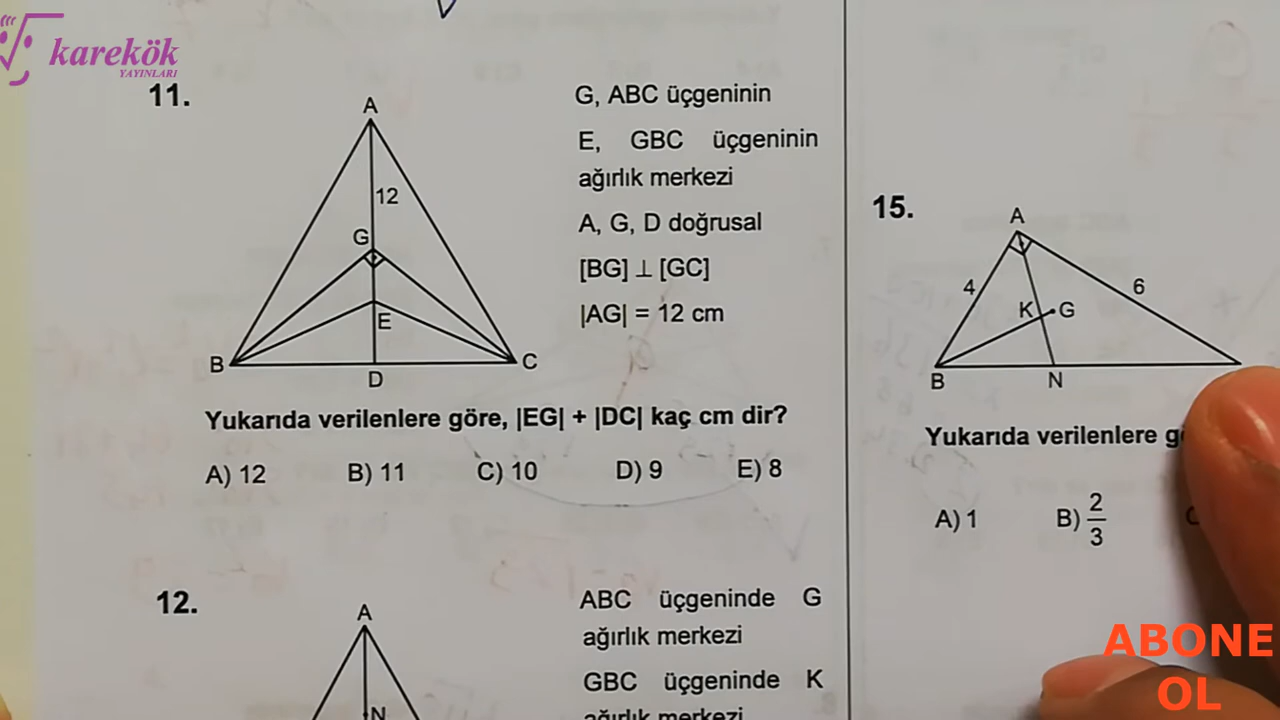 karekök
YAYINLARI
11.
A
12
G
E
B
D
C
G, ABC üçgeninin
E, GBC üçgeninin
ağırlık merkezi
A, G, D doğrusal
[BG] ⊥ [GC]
|AG| = 12 cm
Yukarıda verilenlere göre, |EG| + |DC| kaç cm dir?
A) 12 B) 11 C) 10 D) 9 E) 8
12.
A
N
ABC üçgeninde G
ağırlık merkezi
GBC üçgeninde K
ağırlık merkezi
15.
A
4
6
K
G
B
N
Yukarıda verilenlere
A) 1 B) 2/3
ABONE
OL